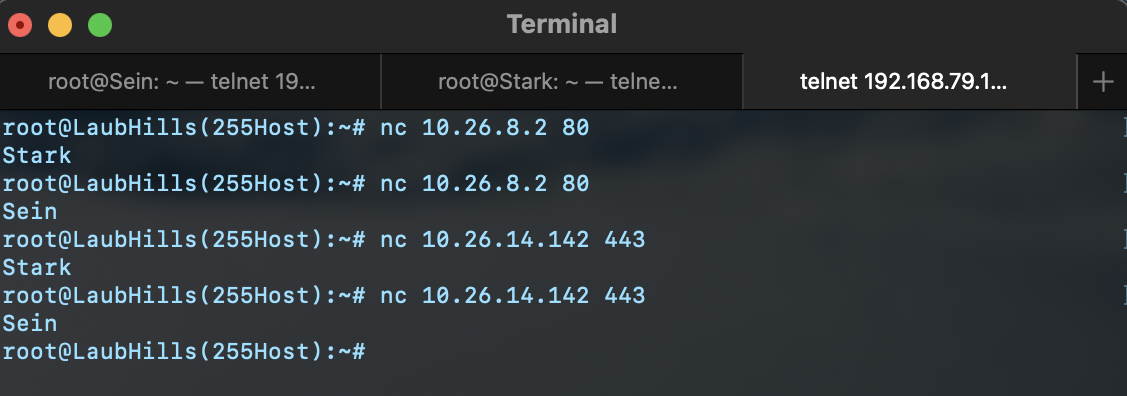 Terminal
root@Sein: ~ — telnet 19...
root@Stark: ~ — telne...
telnet 192.168.79.1...
root@LaubHills(255Host):~# nc 10.26.8.2 80
Stark
root@LaubHills(255Host):~# nc 10.26.8.2 80
Sein
root@LaubHills(255Host):~# nc 10.26.14.142 443
Stark
root@LaubHills(255Host):~# nc 10.26.14.142 443
Sein
root@LaubHills(255Host):~#